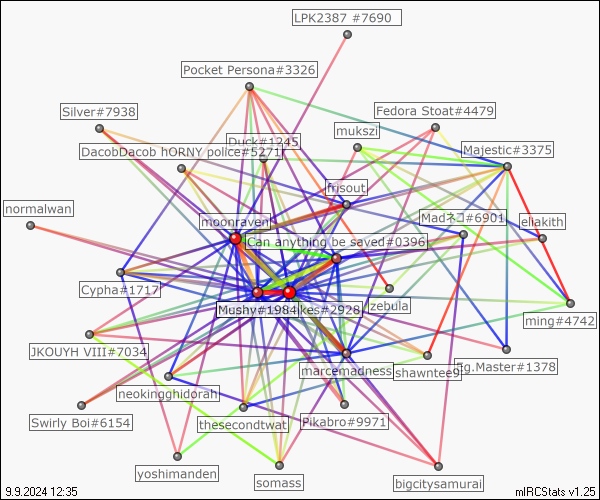 LPK2387 #7690
Pocket Persona#3326
Silver#7938
Fedora Stoat#4479
mukszi
Duck#1245
DacobDacob hORNY police#5271
Majestic#3375
frisout
normalwan
moonraven
Madネコ#6901
eliakith
Can anything be saved#0396
Cypha#1717
zebula
Mushy#1984
kes#2928
ming#4742
JKOUYH VIII#7034
marcemadness
shawntee9
Eg.Master#1378
neokingghidorah
Swirly Boi#6154
thesecondtwat
Pikabro#9971
yoshimanden
somass
bigcitysamurai
9.9.2024 12:35
mIRCStats v1.25